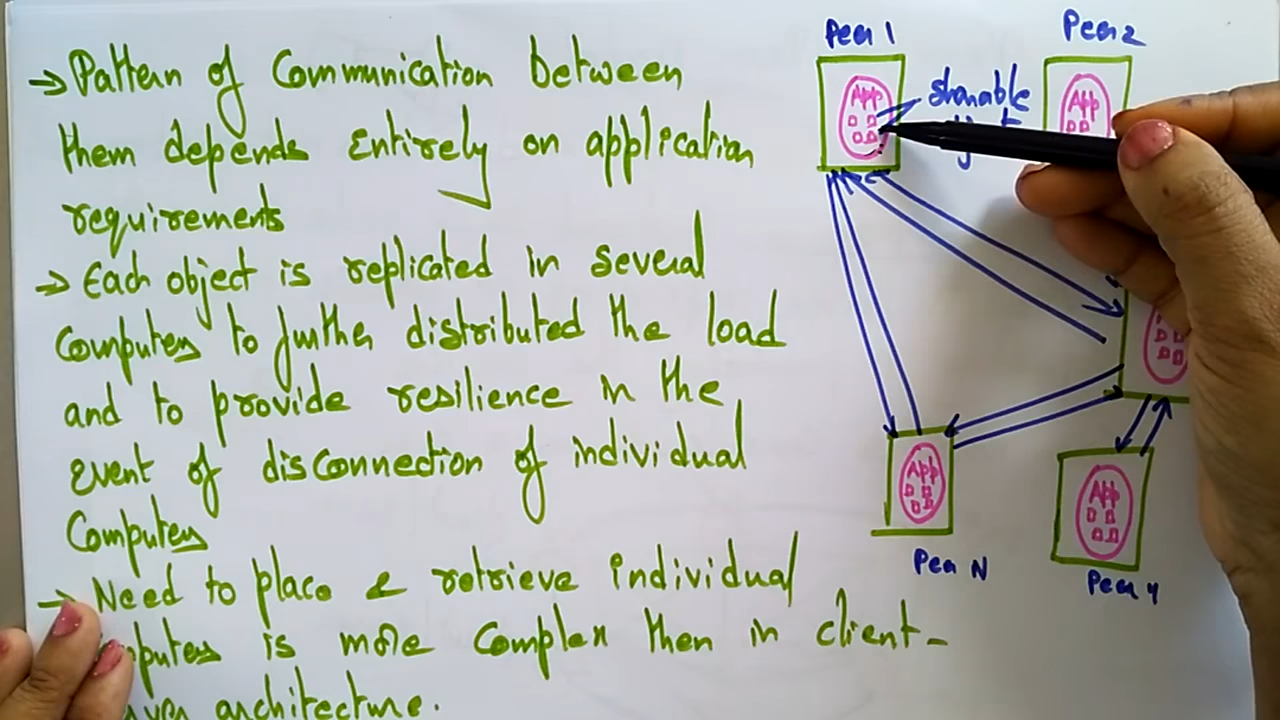 → Pattern of Communication between
them depends Entirely on application
requirements
→ Each object is replicated in several
Computers to further distributed the load
and to provide resilience in the
Event of disconnection of individual
Computers
→ Need to place & retrieve individual
is more Complex then in client-
architecture.
Peer 1
Peer 2
App
sharable
App
App
App
Peer N
Peer 4